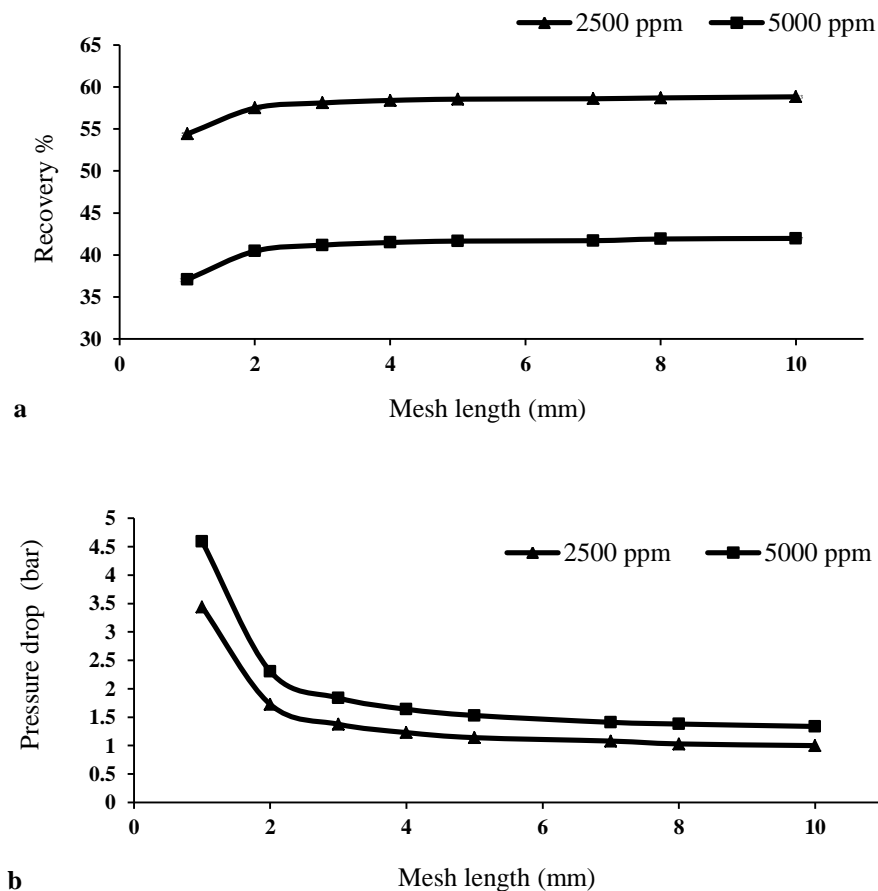 2500 ppm 5000 ppm
65
60
55
50
45
40
35
30
0 2 4 6 8 10
Recovery %
Mesh length (mm)
a
5
4.5
4
3.5
3
2.5
2
1.5
1
0.5
0
0 2 4 6 8 10
Pressure drop (bar)
2500 ppm 5000 ppm
Mesh length (mm)
b